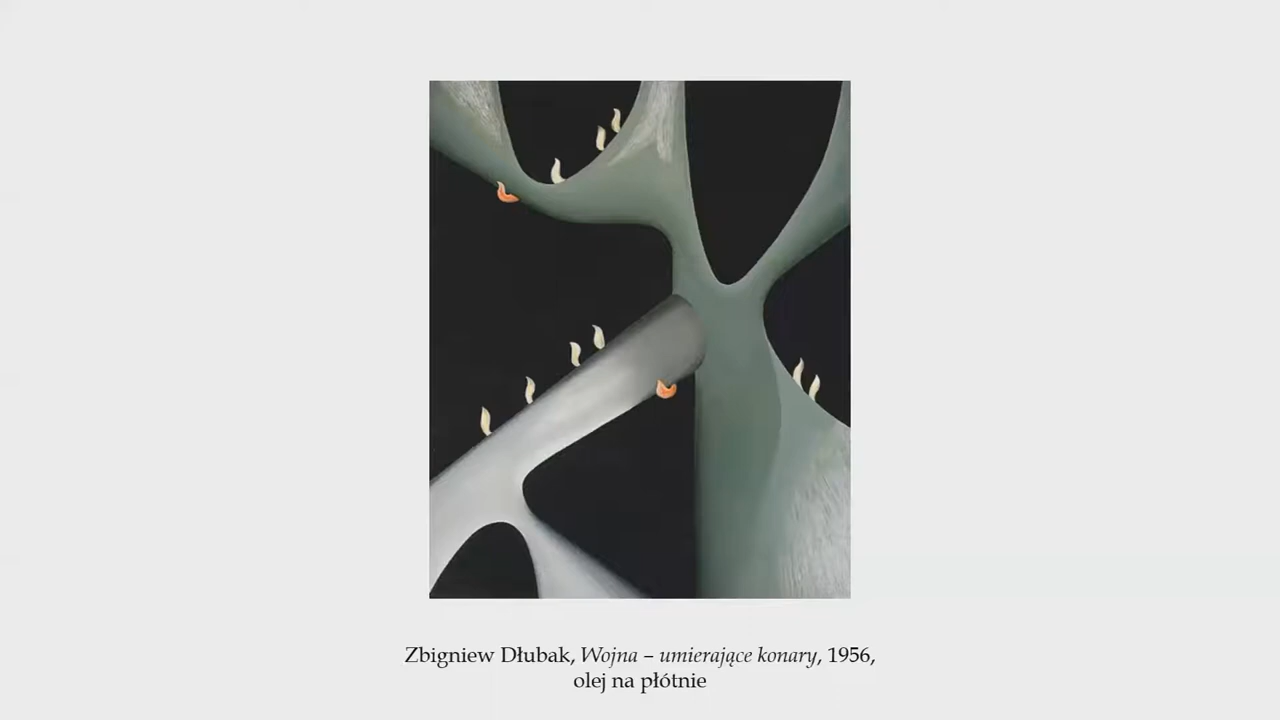 Zbigniew Dłubak, Wojna – umierające konary, 1956,
olej na płótnie